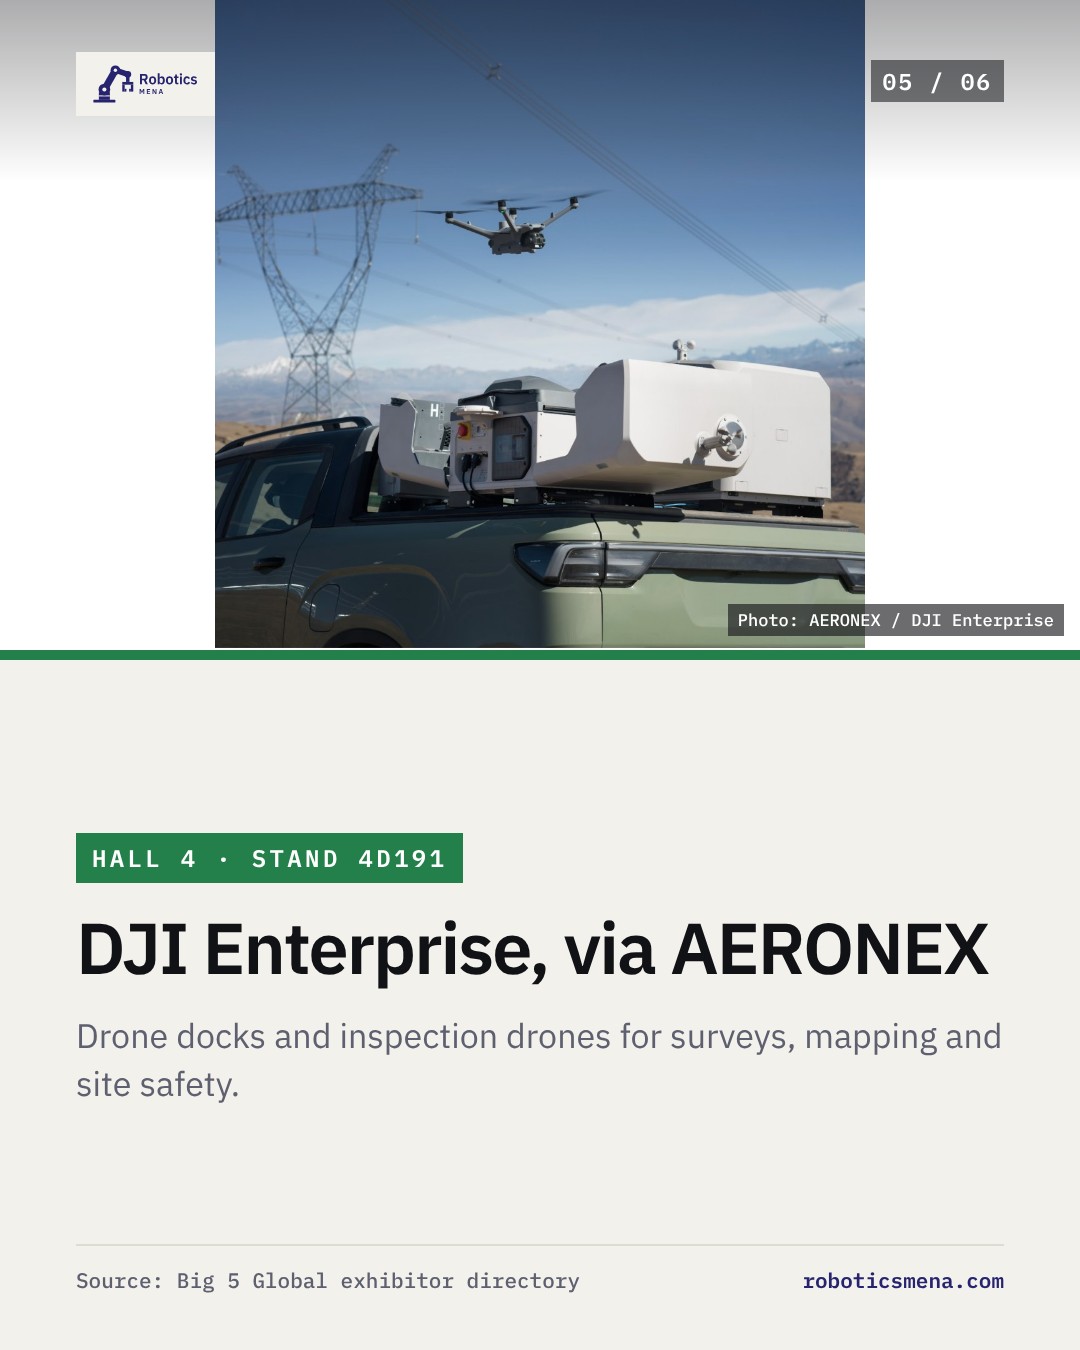 Robotics
MENA
05 / 06
H
Photo: AERONEX / DJI Enterprise
HALL 4 · STAND 4D191
DJI Enterprise, via AERONEX
Drone docks and inspection drones for surveys, mapping and
site safety.
Source: Big 5 Global exhibitor directory
roboticsmena.com